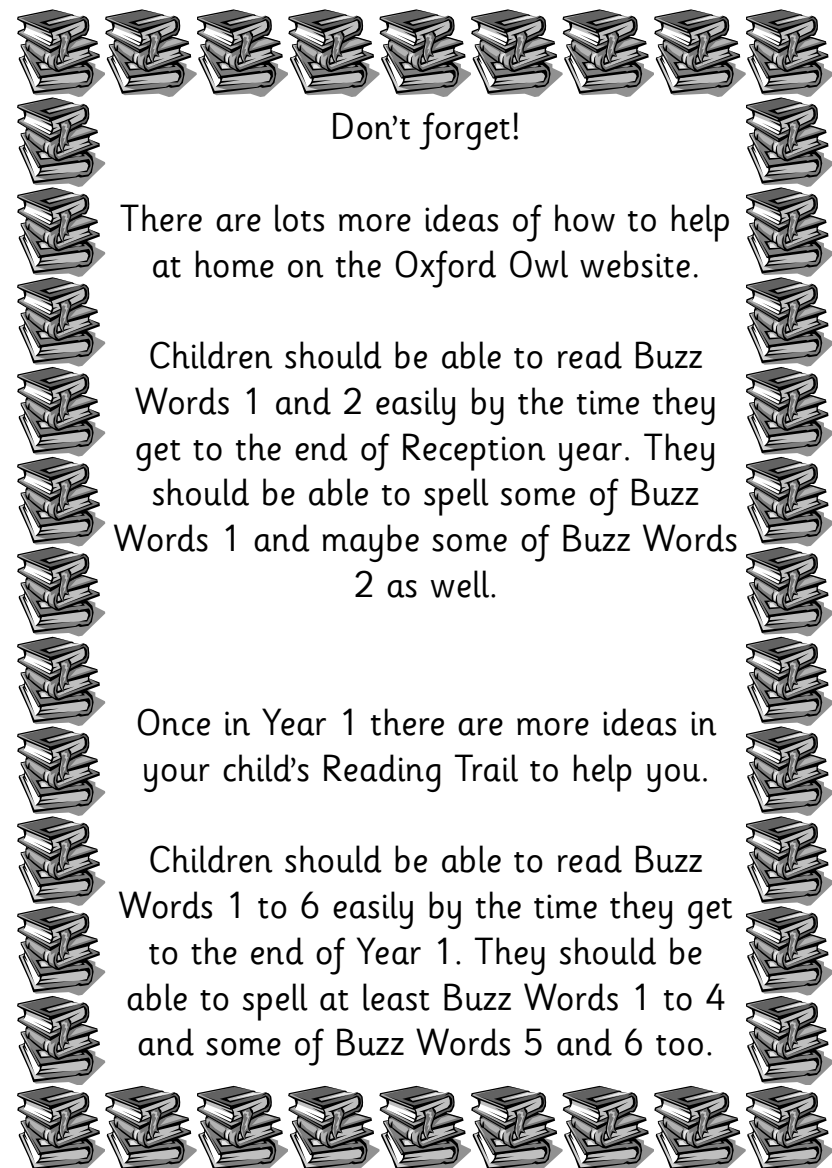 Don't forget!
There are lots more ideas of how to help
at home on the Oxford Owl website.
Children should be able to read Buzz
Words 1 and 2 easily by the time they
get to the end of Reception year. They
should be able to spell some of Buzz
Words 1 and maybe some of Buzz Words
2 as well.
Once in Year 1 there are more ideas in
your child's Reading Trail to help you.
Children should be able to read Buzz
Words 1 to 6 easily by the time they get
to the end of Year 1. They should be
able to spell at least Buzz Words 1 to 4
and some of Buzz Words 5 and 6 too.